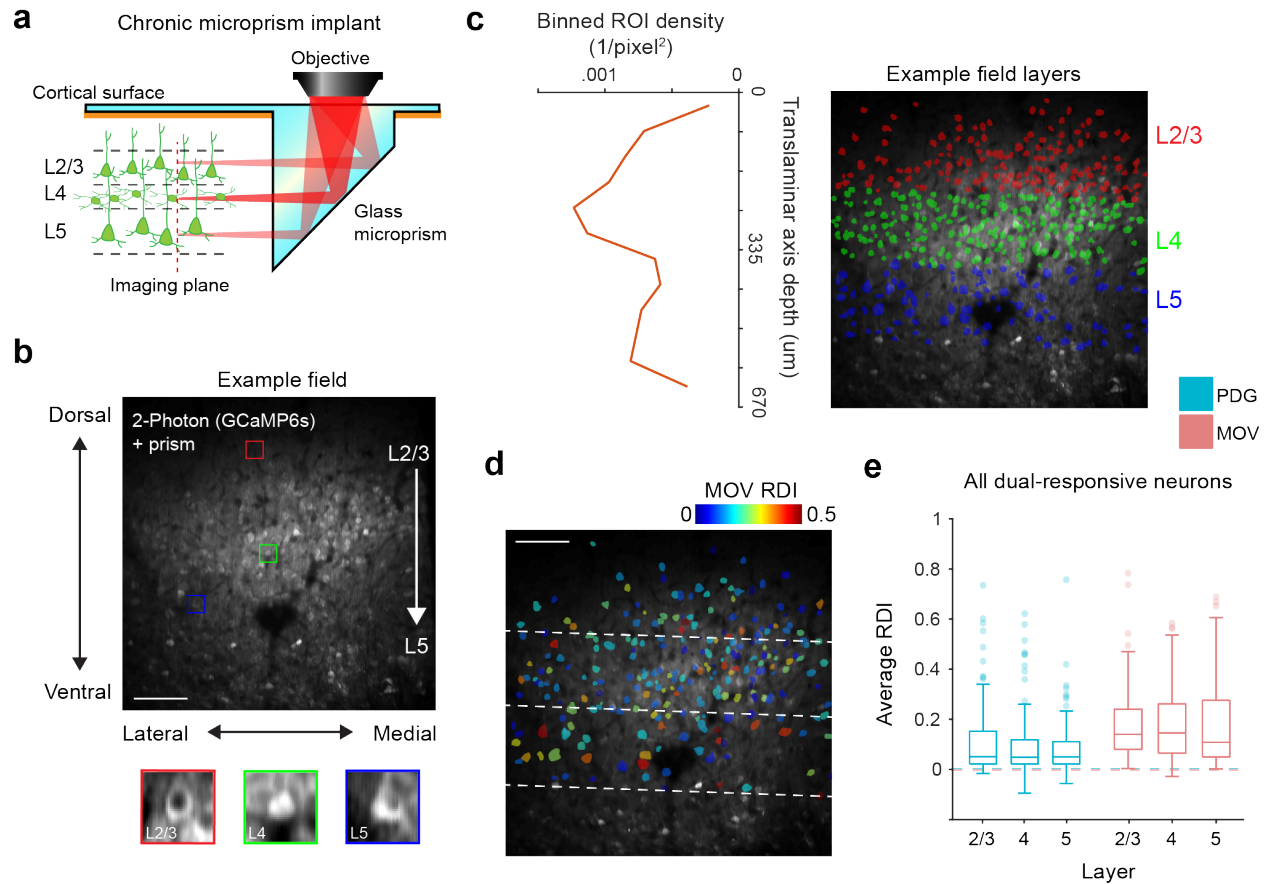 a
Chronic microprism implant
Objective
Cortical surface
L2/3
L4
L5
Glass
microprism
Imaging plane
b
Example field
Dorsal
Ventral
2-Photon (GCaMP6s)
+ prism
L2/3
L5
Lateral
Medial
L2/3
L4
L5
c
Binned ROI density
(1/pixel²)
.001
0
0
335
670
Translaminar axis depth (um)
Example field layers
L2/3
L4
L5
PDG
MOV
d
MOV RDI
0
0.5
e
All dual-responsive neurons
Average RDI
1
0.8
0.6
0.4
0.2
0
2/3
4
5
2/3
4
5
Layer